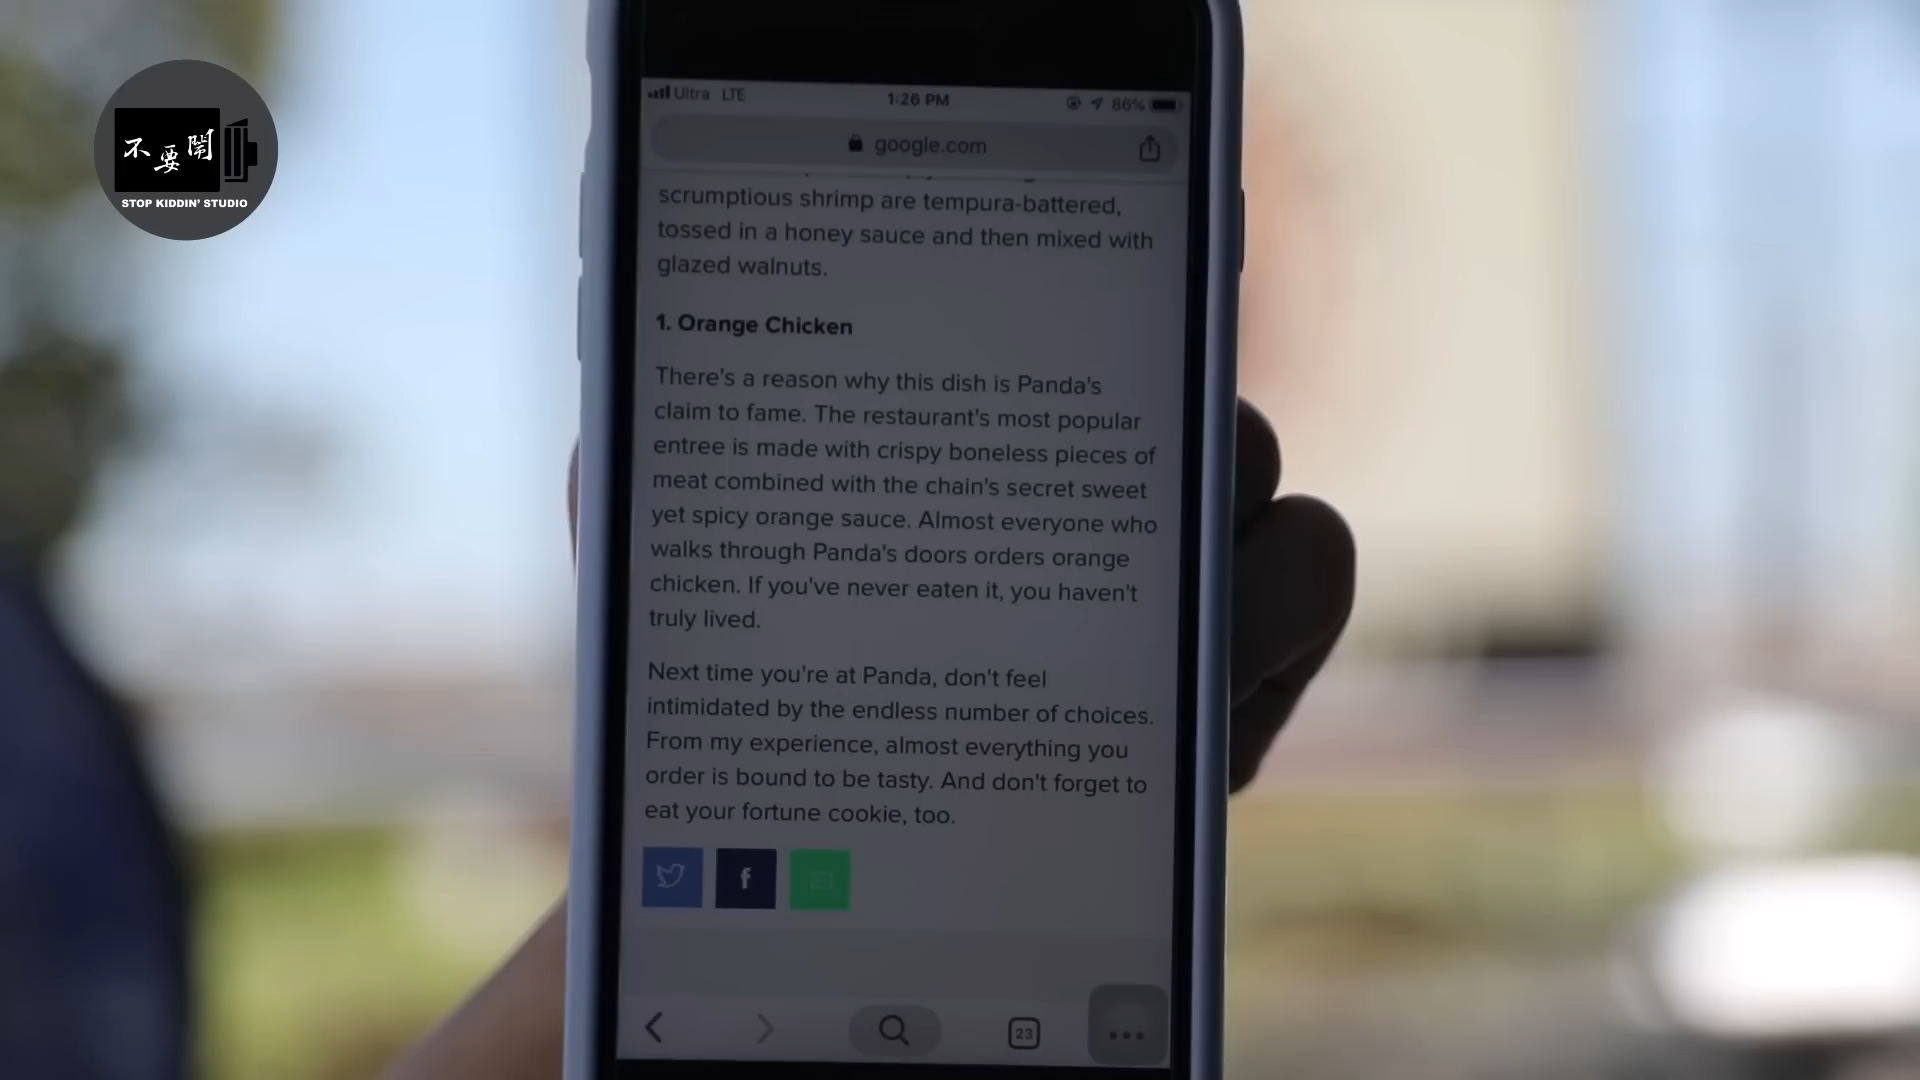 不要鬧
STOP KIDDIN' STUDIO
Ultra LTE
1:26 PM
86%
google.com
scrumptious shrimp are tempura-battered,
tossed in a honey sauce and then mixed with
glazed walnuts.
1. Orange Chicken
There's a reason why this dish is Panda's
claim to fame. The restaurant's most popular
entree is made with crispy boneless pieces of
meat combined with the chain's secret sweet
yet spicy orange sauce. Almost everyone who
walks through Panda's doors orders orange
chicken. If you've never eaten it, you haven't
truly lived.
Next time you're at Panda, don't feel
intimidated by the endless number of choices.
From my experience, almost everything you
order is bound to be tasty. And don't forget to
eat your fortune cookie, too.
f
23